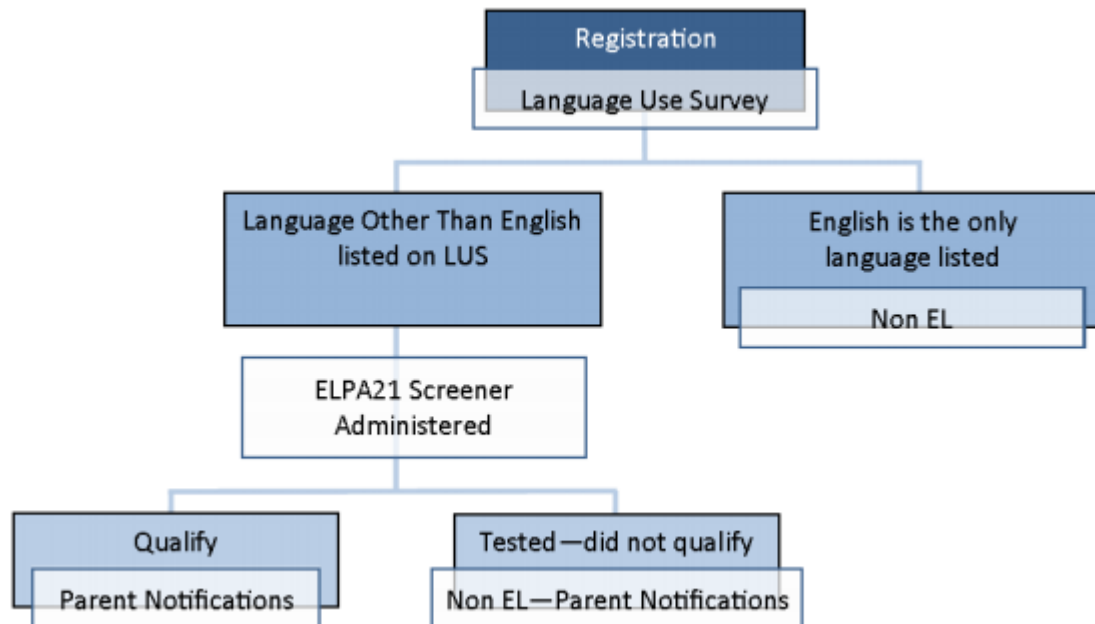 Registration
Language Use Survey
Language Other Than English
listed on LUS
English is the only
language listed
Non EL
ELPA21 Screener
Administered
Qualify
Parent Notifications
Tested—did not qualify
Non EL—Parent Notifications